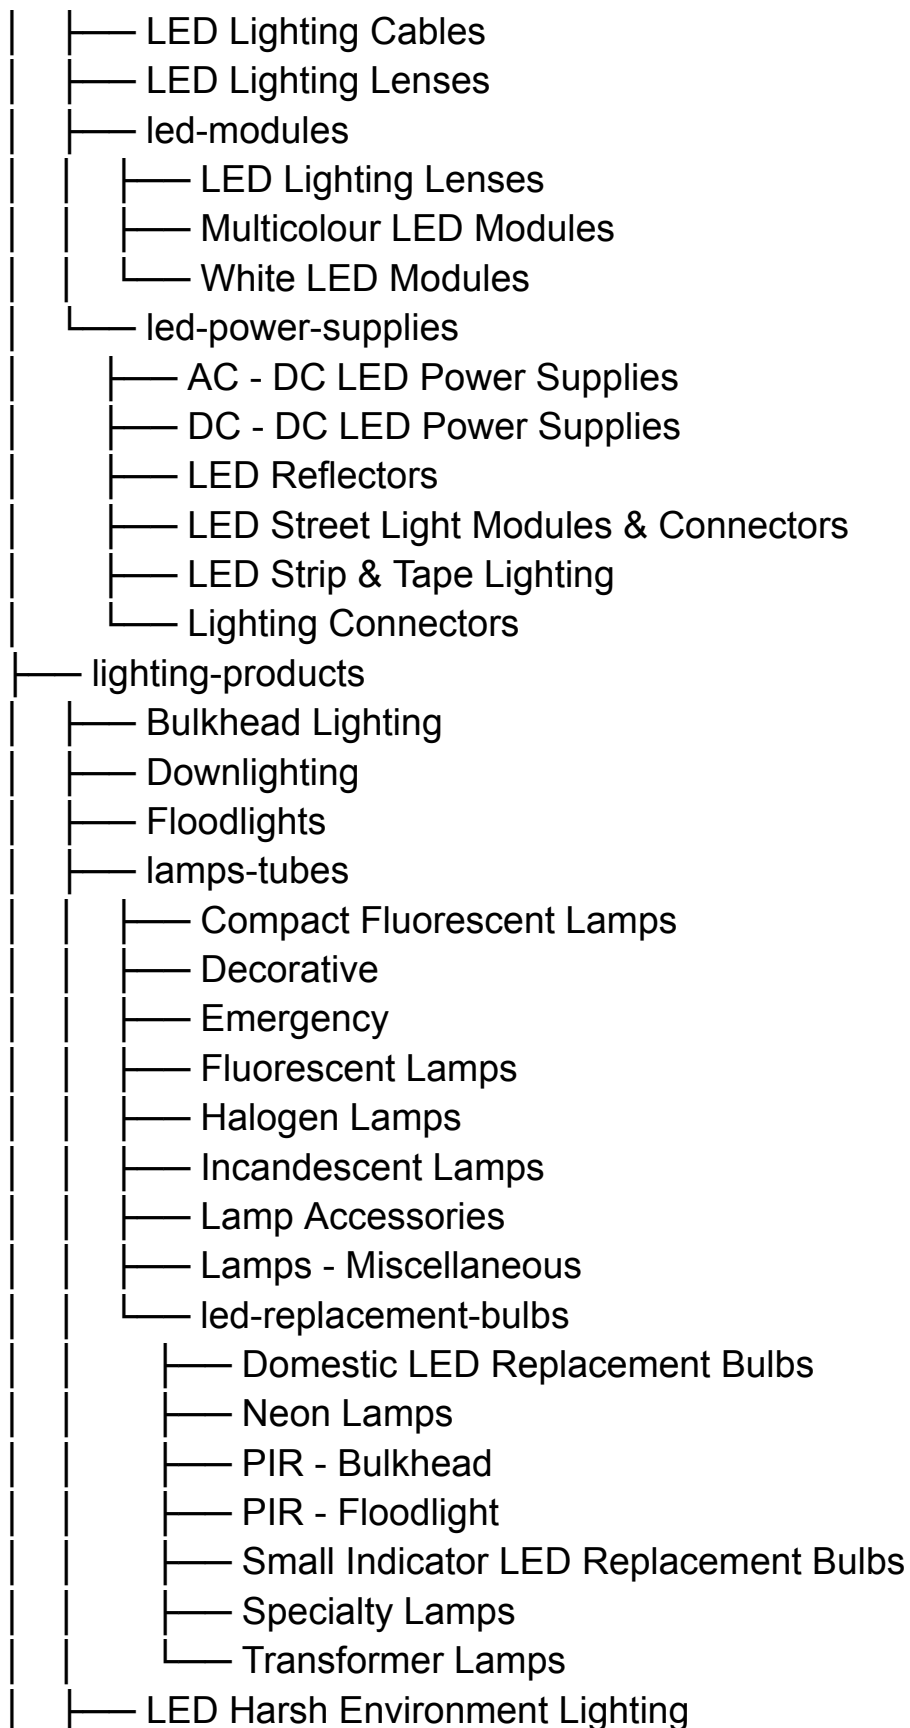 │   ├── LED Lighting Cables
│   ├── LED Lighting Lenses
│   ├── led-modules
│   │   ├── LED Lighting Lenses
│   │   ├── Multicolour LED Modules
│   │   └── White LED Modules
│   └── led-power-supplies
│       ├── AC - DC LED Power Supplies
│       ├── DC - DC LED Power Supplies
│       ├── LED Reflectors
│       ├── LED Street Light Modules & Connectors
│       ├── LED Strip & Tape Lighting
│       └── Lighting Connectors
├── lighting-products
│   ├── Bulkhead Lighting
│   ├── Downlighting
│   ├── Floodlights
│   ├── lamps-tubes
│   │   ├── Compact Fluorescent Lamps
│   │   ├── Decorative
│   │   ├── Emergency
│   │   ├── Fluorescent Lamps
│   │   ├── Halogen Lamps
│   │   ├── Incandescent Lamps
│   │   ├── Lamp Accessories
│   │   ├── Lamps - Miscellaneous
│   │   └── led-replacement-bulbs
│   │       ├── Domestic LED Replacement Bulbs
│   │       ├── Neon Lamps
│   │       ├── PIR - Bulkhead
│   │       ├── PIR - Floodlight
│   │       ├── Small Indicator LED Replacement Bulbs
│   │       ├── Specialty Lamps
│   │       └── Transformer Lamps
│   ├── LED Harsh Environment Lighting